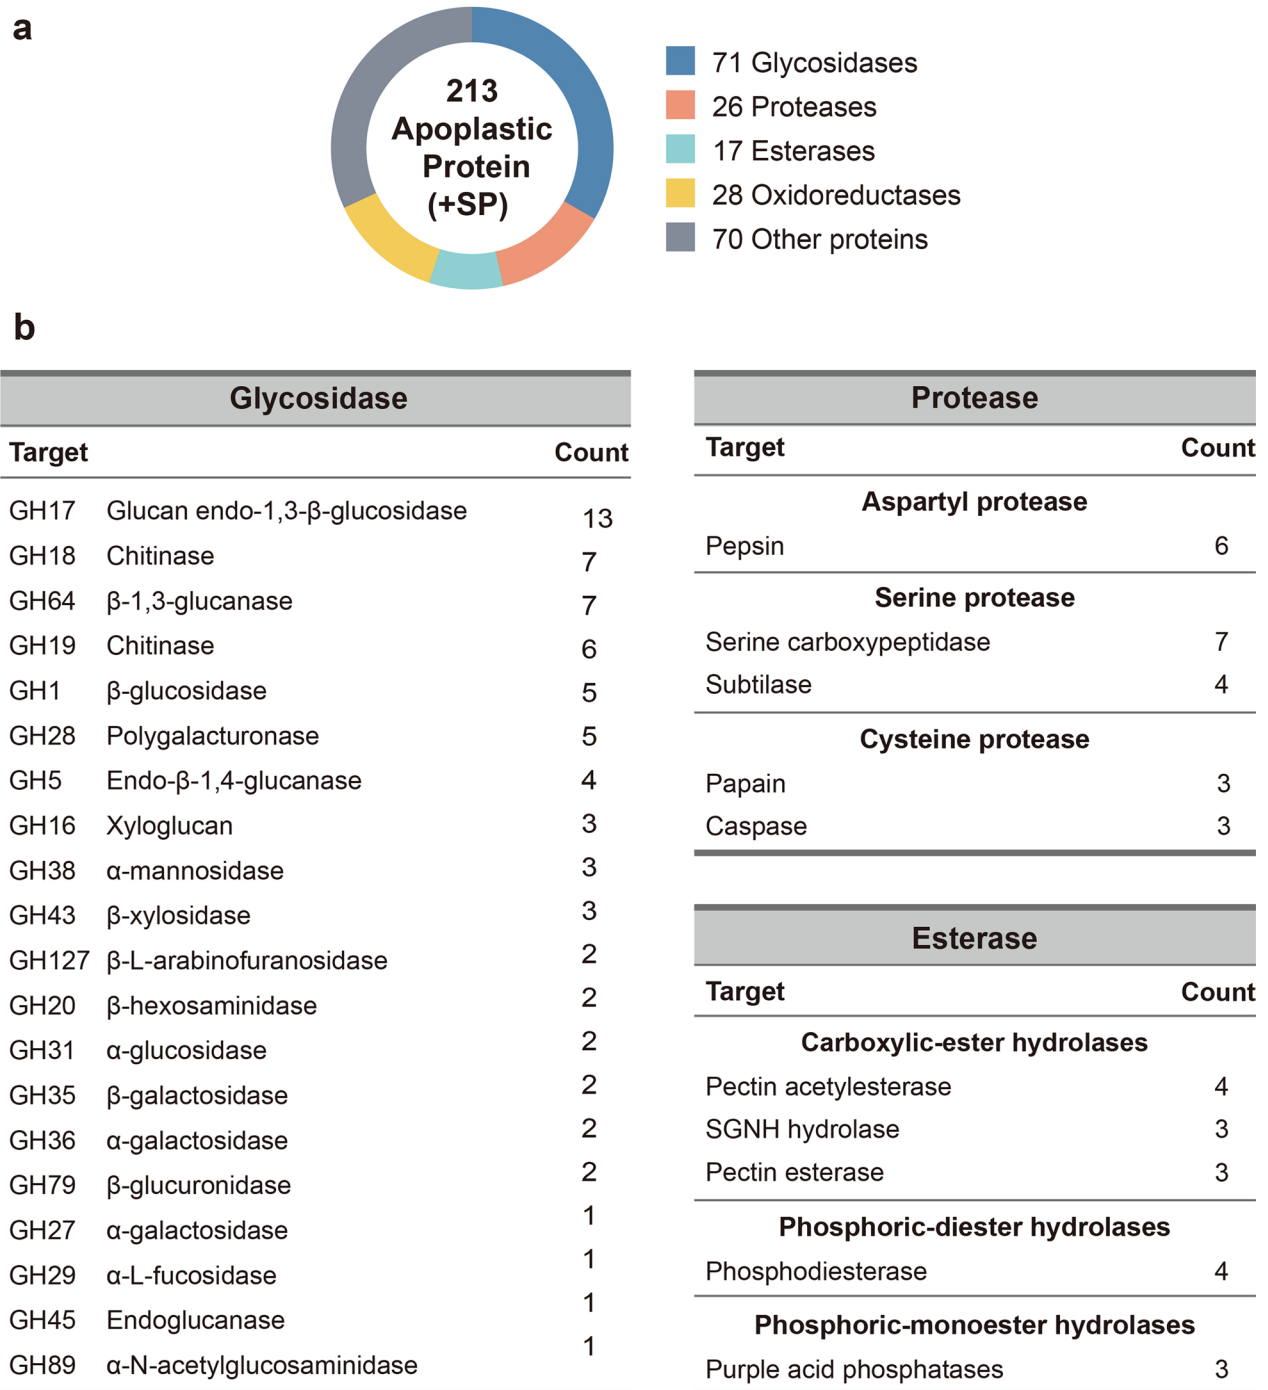 a
213
Apoplastic
Protein
(+SP)
71 Glycosidases
26 Proteases
17 Esterases
28 Oxidoreductases
70 Other proteins
b
Glycosidase
Target Count
GH17 Glucan endo-1,3-β-glucosidase 13
GH18 Chitinase 7
GH64 β-1,3-glucanase 7
GH19 Chitinase 6
GH1 β-glucosidase 5
GH28 Polygalacturonase 5
GH5 Endo-β-1,4-glucanase 4
GH16 Xyloglucan 3
GH38 α-mannosidase 3
GH43 β-xylosidase 3
GH127 β-L-arabinofuranosidase 2
GH20 β-hexosaminidase 2
GH31 α-glucosidase 2
GH35 β-galactosidase 2
GH36 α-galactosidase 2
GH79 β-glucuronidase 2
GH27 α-galactosidase 1
GH29 α-L-fucosidase 1
GH45 Endoglucanase 1
GH89 α-N-acetylglucosaminidase 1
Protease
Target Count
Aspartyl protease
Pepsin 6
Serine protease
Serine carboxypeptidase 7
Subtilase 4
Cysteine protease
Papain 3
Caspase 3
Esterase
Target Count
Carboxylic-ester hydrolases
Pectin acetylesterase 4
SGNH hydrolase 3
Pectin esterase 3
Phosphoric-diester hydrolases
Phosphodiesterase 4
Phosphoric-monoester hydrolases
Purple acid phosphatases 3